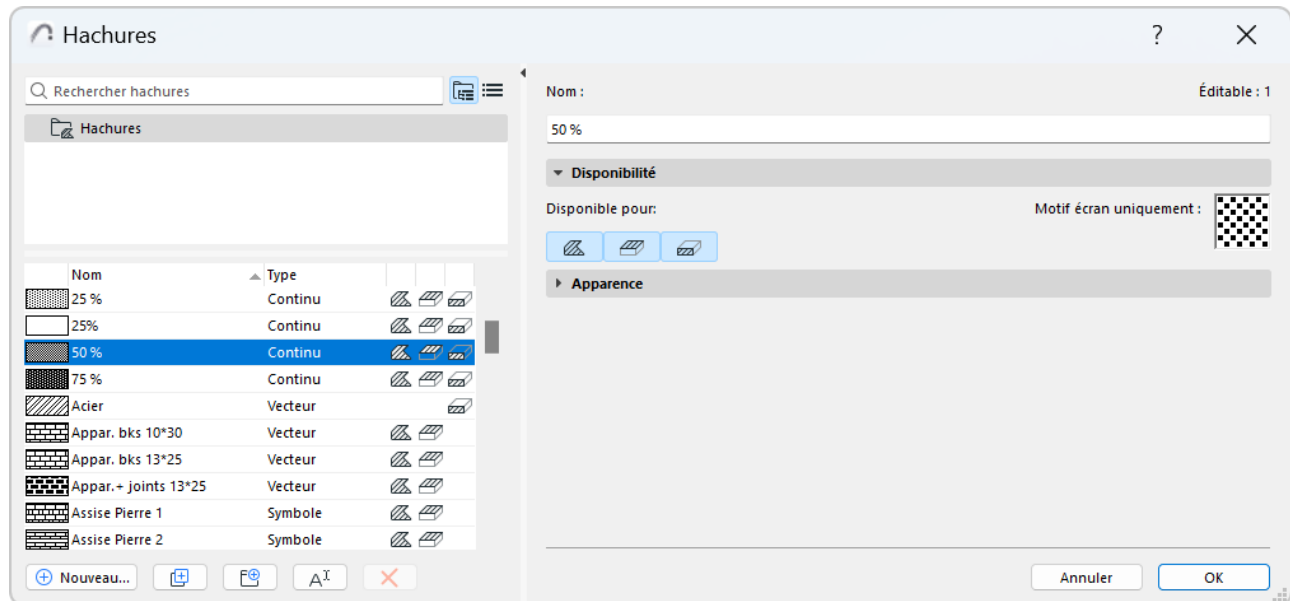 Hachures
?
Rechercher hachures
Hachures
Nom Type
25 % Continu
25% Continu
50 % Continu
75 % Continu
Acier Vecteur
Appar. bks 10*30 Vecteur
Appar. bks 13*25 Vecteur
Appar.+ joints 13*25 Vecteur
Assise Pierre 1 Symbole
Assise Pierre 2 Symbole
Nouveau...
Nom : Éditable : 1
50 %
Disponibilité
Disponible pour: Motif écran uniquement :
Apparence
Annuler OK